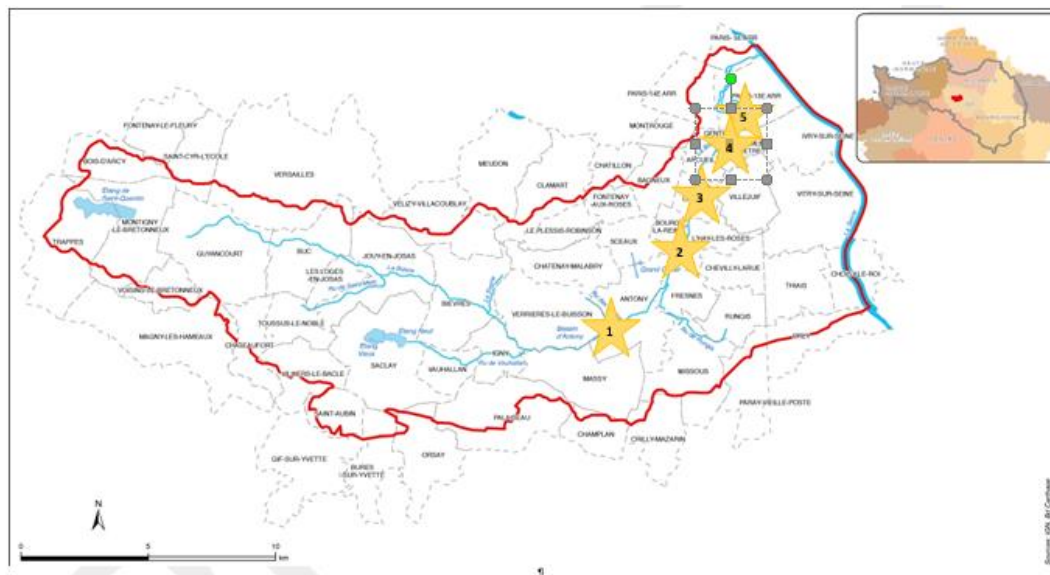 PARIS-14E ARR
PARIS-13E ARR
5
MONTROUGE
IVRY-SUR-SEINE
4
ARCUEIL
FONTENAY-LE-FLEURY
SAINT-CYR-L'ECOLE
BOIS-D'ARCY
VERSAILLES
MEUDON
CHATILLON
BAGNEUX
CLAMART
VELIZY-VILLACOUBLAY
FONTENAY
-AUX-ROSES
VILLEJUIF
VITRY-SUR-SEINE
3
Etang de
Saint-Quentin
MONTIGNY
-LE-BRETONNEUX
TRAPPES
GUYANCOURT
BUC
JOUY-EN-JOSAS
LE PLESSIS-ROBINSON
SCEAUX
L'HAY-LES-ROSES
2
CHATENAY-MALABRY
CHEVILLY-LARUE
LES LOGES
-EN-JOSAS
La Bièvre
CHOISY-LE-ROI
THIAIS
VOISINS-LE-BRETONNEUX
BIEVRES
ANTONY
FRESNES
RUNGIS
TOUSSUS-LE-NOBLE
VERRIERES-LE-BUISSON
Bassin
d'Antony
1
MAGNY-LES-HAMEAUX
CHATEAUFORT
Etang Neuf
Etang
Vieux
IGNY
ORLY
SACLAY
VAUHALLAN
Ru de Vauhallan
MASSY
WISSOUS
VILLIERS-LE-BACLE
PARAY-VIEILLE-POSTE
SAINT-AUBIN
PALAISEAU
CHAMPLAN
CHILLY-MAZARIN
ORSAY
GIF-SUR-YVETTE
BURES
-SUR-YVETTE
N
0 5 10
km